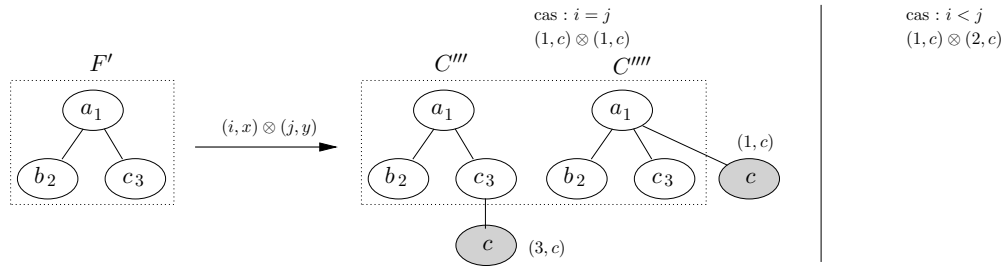 cas : i = j
(1, c) ⊗ (1, c)
cas : i < j
(1, c) ⊗ (2, c)
F′
C′′′
C′′′′
a1
a1
a1
(i, x) ⊗ (j, y)
(1, c)
b2
c3
b2
c3
b2
c3
c
c
(3, c)